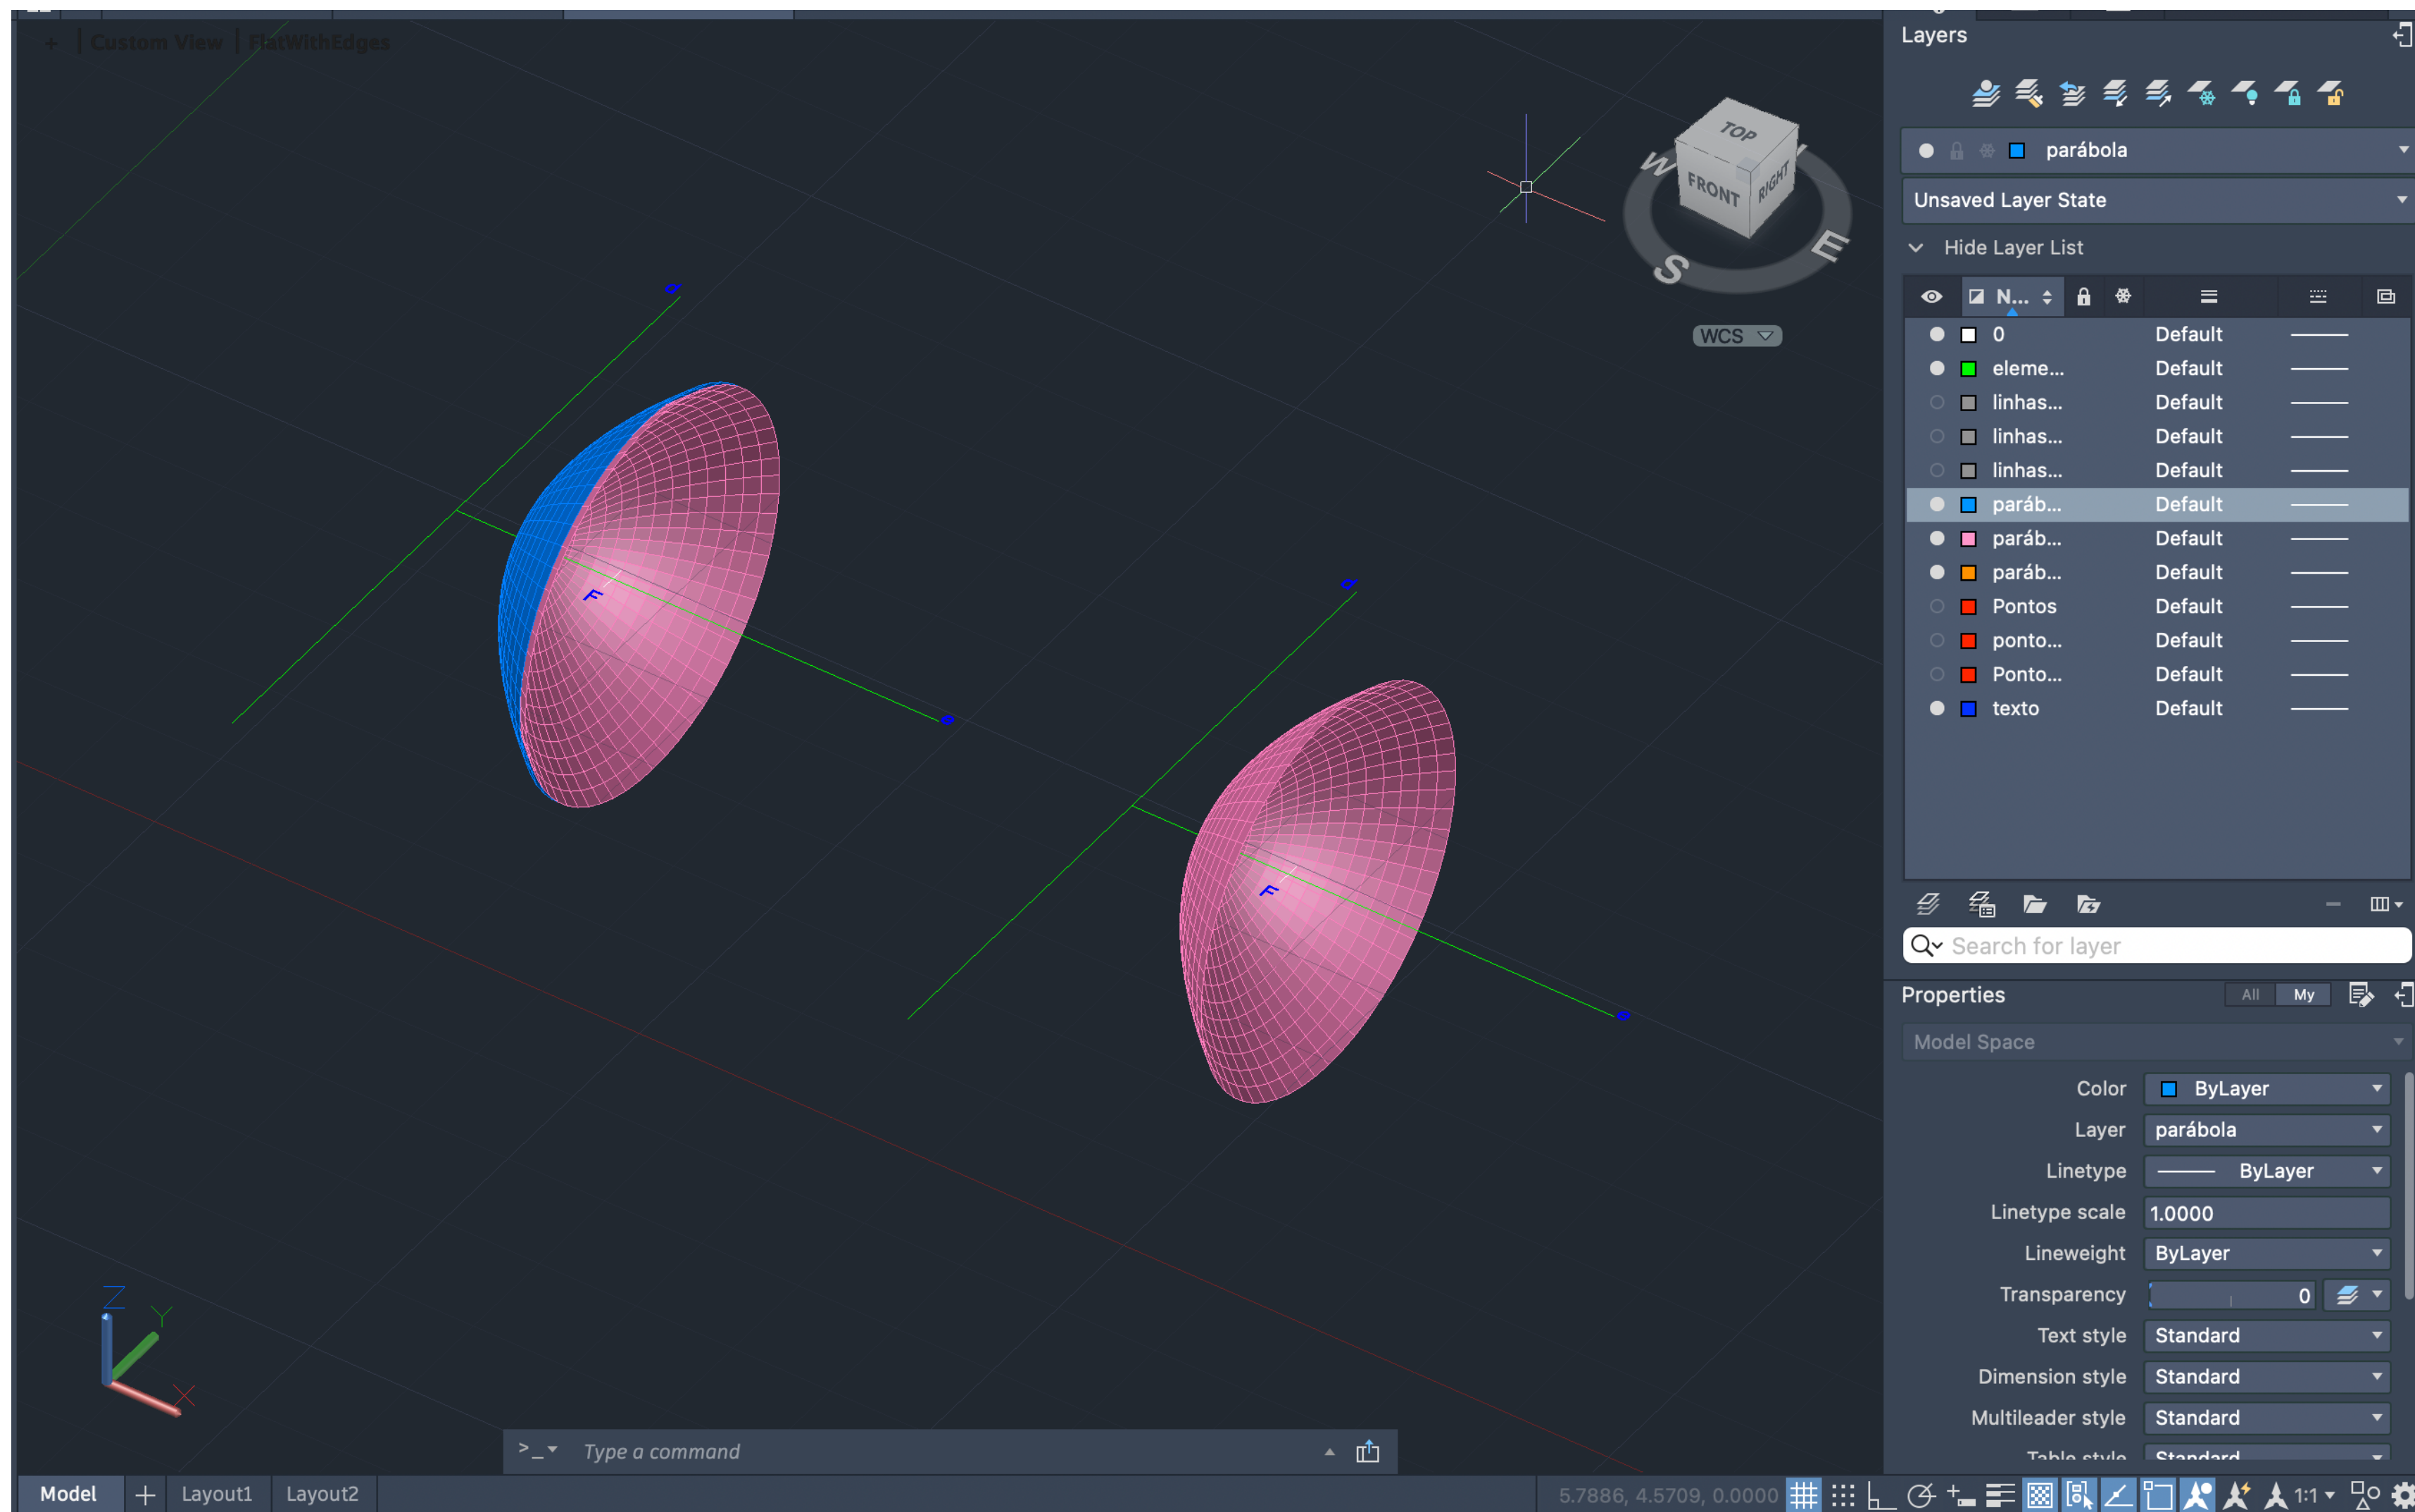 + | Custom View | FlatWithEdges
d
F
e
d
F
e
TOP
FRONT
RIGHT
W
S
E
WCS
Z
Y
X
>_ Type a command
Model + Layout1 Layout2
5.7886, 4.5709, 0.0000
1:1
Layers
parábola
Unsaved Layer State
Hide Layer List
N...
0 Default
eleme... Default
linhas... Default
linhas... Default
linhas... Default
paráb... Default
paráb... Default
paráb... Default
Pontos Default
ponto... Default
Ponto... Default
texto Default
Search for layer
Properties All My
Model Space
Color ByLayer
Layer parábola
Linetype ByLayer
Linetype scale 1.0000
Lineweight ByLayer
Transparency 0
Text style Standard
Dimension style Standard
Multileader style Standard
Table style Standard